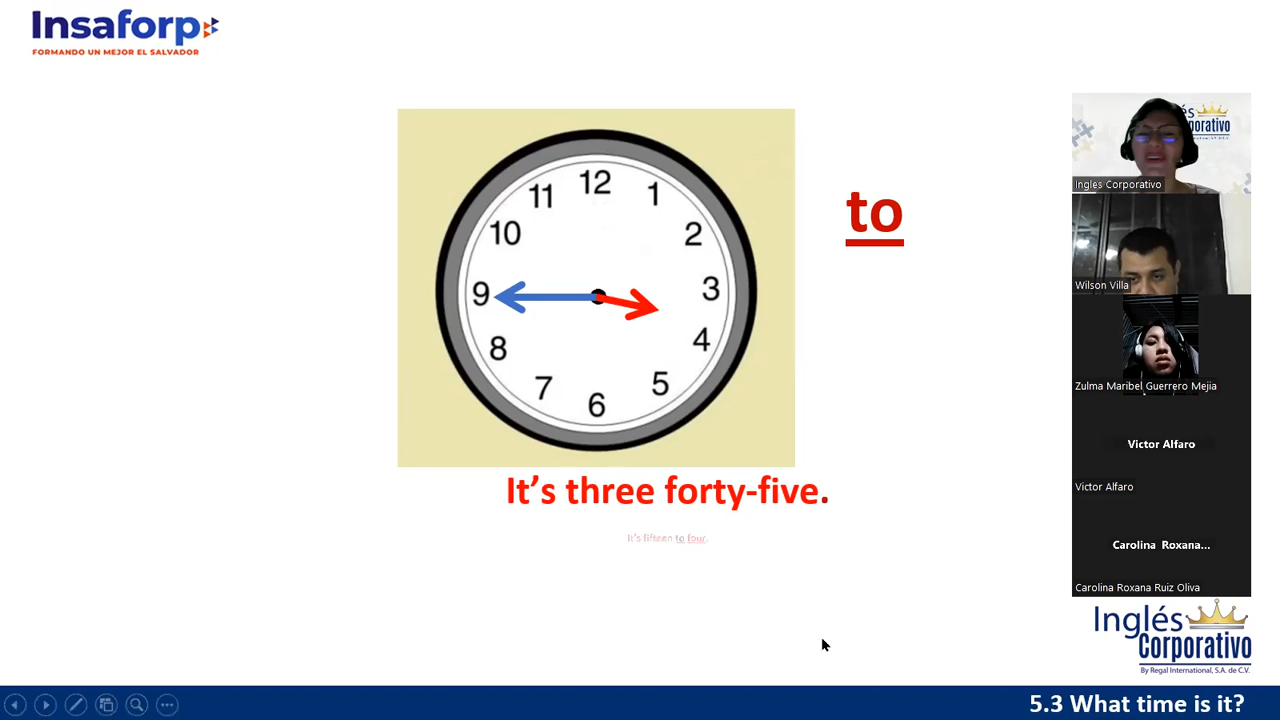 Insaforp
FORMANDO UN MEJOR EL SALVADOR
12
11
1
10
2
9
3
8
4
7
5
6
to
It's three forty-five.
It's fifteen to four.
Inglés
Corporativo
Ingles Corporativo
Wilson Villa
Zulma Maribel Guerrero Mejia
Victor Alfaro
Victor Alfaro
Carolina Roxana...
Carolina Roxana Ruiz Oliva
Inglés
Corporativo
By Regal International, S.A. de C.V.
5.3 What time is it?